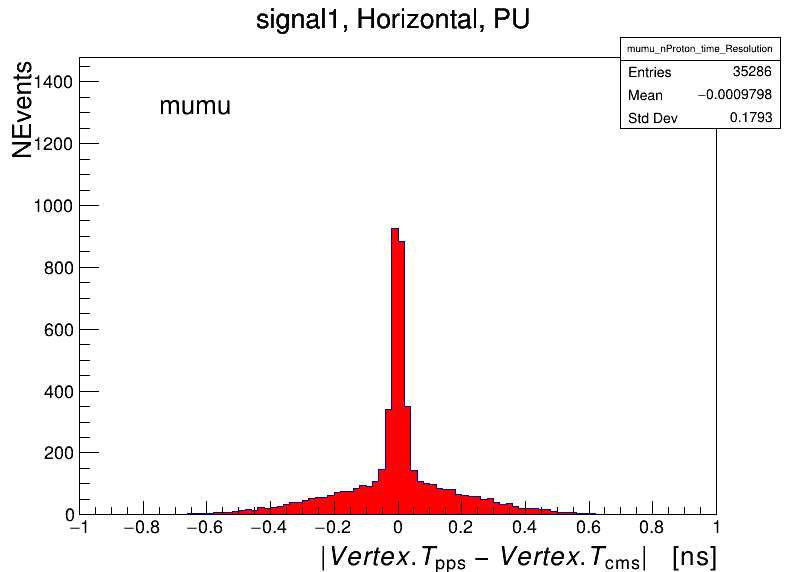 signal1, Horizontal, PU
mumu_nProton_time_Resolution
Entries 35286
Mean −0.0009798
Std Dev 0.1793
NEvents
mumu
1400
1200
1000
800
600
400
200
0
−1 −0.8 −0.6 −0.4 −0.2 0 0.2 0.4 0.6 0.8 1
|Vertex.Tpps − Vertex.Tcms| [ns]